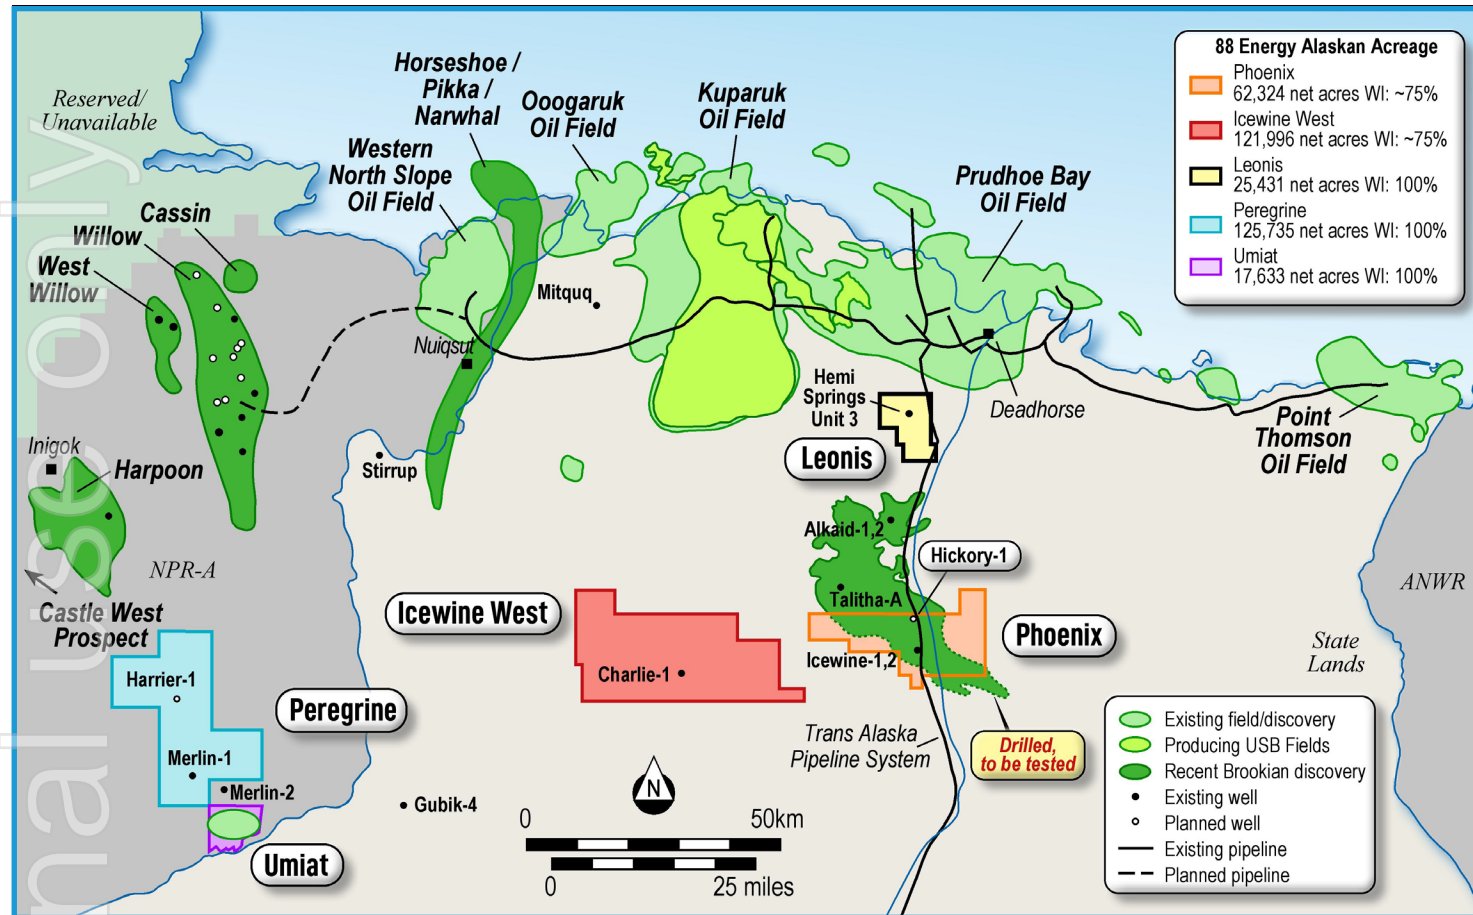 Reserved/
Unavailable
Horseshoe /
Pikka /
Narwhal
Ooogaruk
Oil Field
Kuparuk
Oil Field
Western
North Slope
Oil Field
Prudhoe Bay
Oil Field
Cassin
Willow
West
Willow
Mitquq
Nuiqsut
Hemi
Springs
Unit 3
Deadhorse
Point
Thomson
Oil Field
Leonis
Inigok
Harpoon
Stirrup
NPR-A
Castle West
Prospect
Alkaid-1,2
Hickory-1
Talitha-A
Icewine-1,2
Icewine West
Charlie-1
Phoenix
ANWR
State
Lands
Harrier-1
Peregrine
Merlin-1
Merlin-2
Gubik-4
Umiat
Trans Alaska
Pipeline System
Drilled,
to be tested
N
0 50km
0 25 miles
88 Energy Alaskan Acreage
Phoenix
62,324 net acres WI: ~75%
Icewine West
121,996 net acres WI: ~75%
Leonis
25,431 net acres WI: 100%
Peregrine
125,735 net acres WI: 100%
Umiat
17,633 net acres WI: 100%
Existing field/discovery
Producing USB Fields
Recent Brookian discovery
Existing well
Planned well
Existing pipeline
Planned pipeline
nal use only